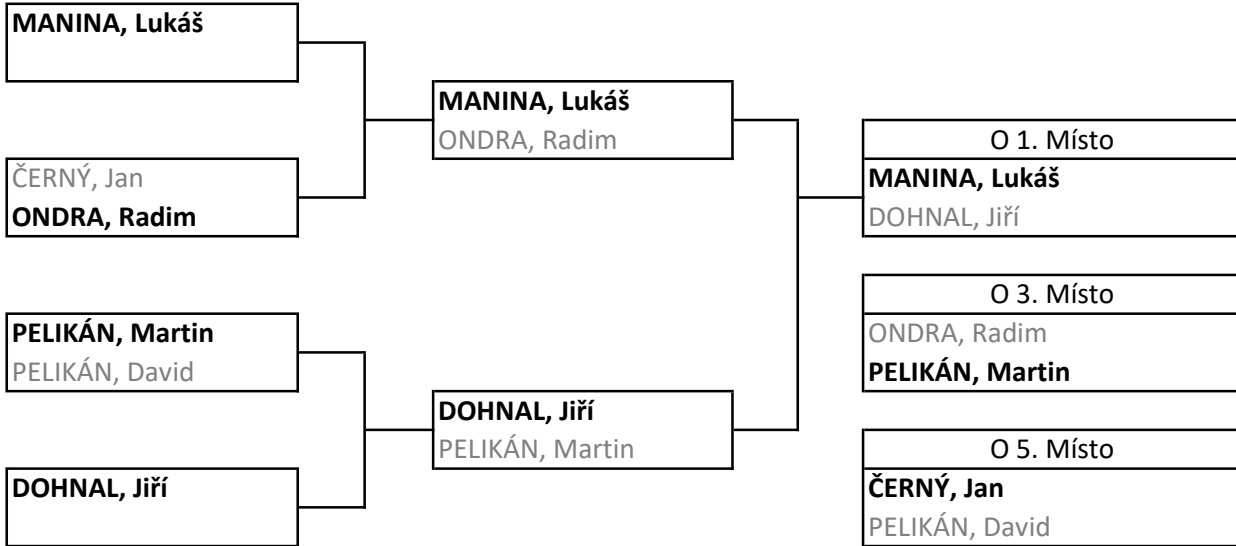 MANINA, Lukáš
ČERNÝ, Jan
ONDRA, Radim
PELIKÁN, Martin
PELIKÁN, David
DOHNAL, Jiří
MANINA, Lukáš
ONDRA, Radim
DOHNAL, Jiří
PELIKÁN, Martin
O 1. Místo
MANINA, Lukáš
DOHNAL, Jiří
O 3. Místo
ONDRA, Radim
PELIKÁN, Martin
O 5. Místo
ČERNÝ, Jan
PELIKÁN, David